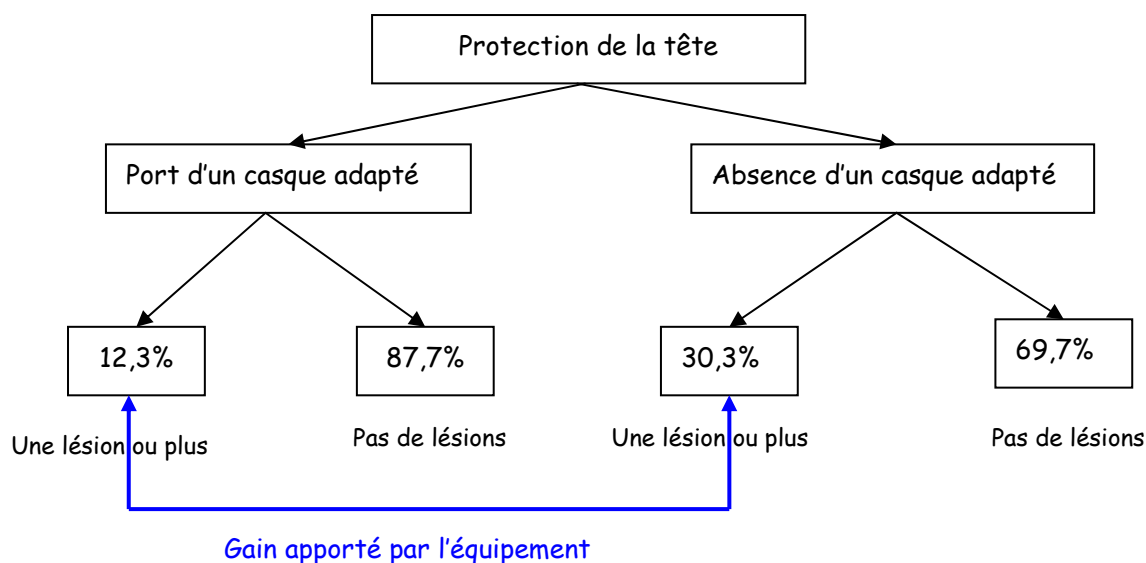 Protection de la tête
Port d'un casque adapté
Absence d'un casque adapté
12,3%
87,7%
30,3%
69,7%
Une lésion ou plus
Pas de lésions
Une lésion ou plus
Pas de lésions
Gain apporté par l'équipement